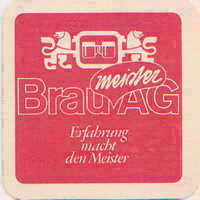 meister
Brau AG
Erfahrung
macht
den Meister